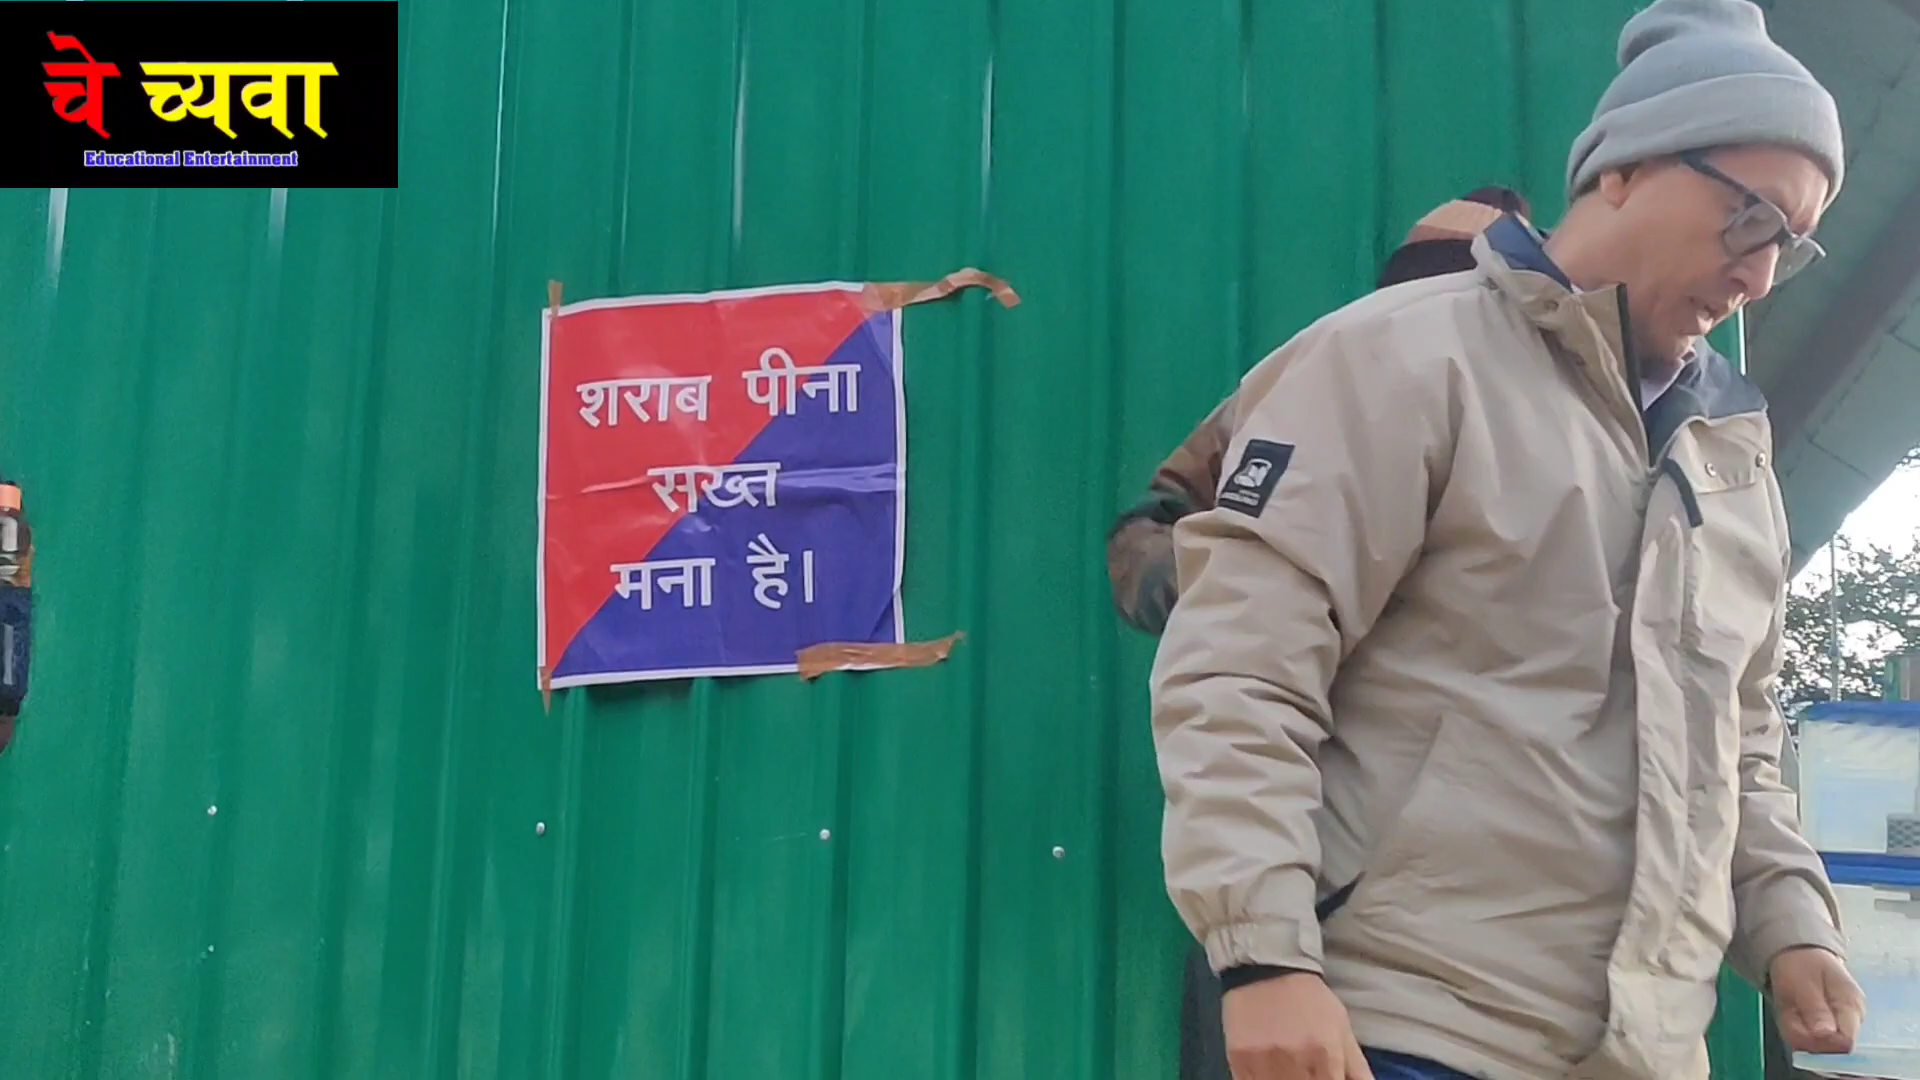 चे च्यवा
Educational Entertainment
शराब पीना
सख्त
मना है।